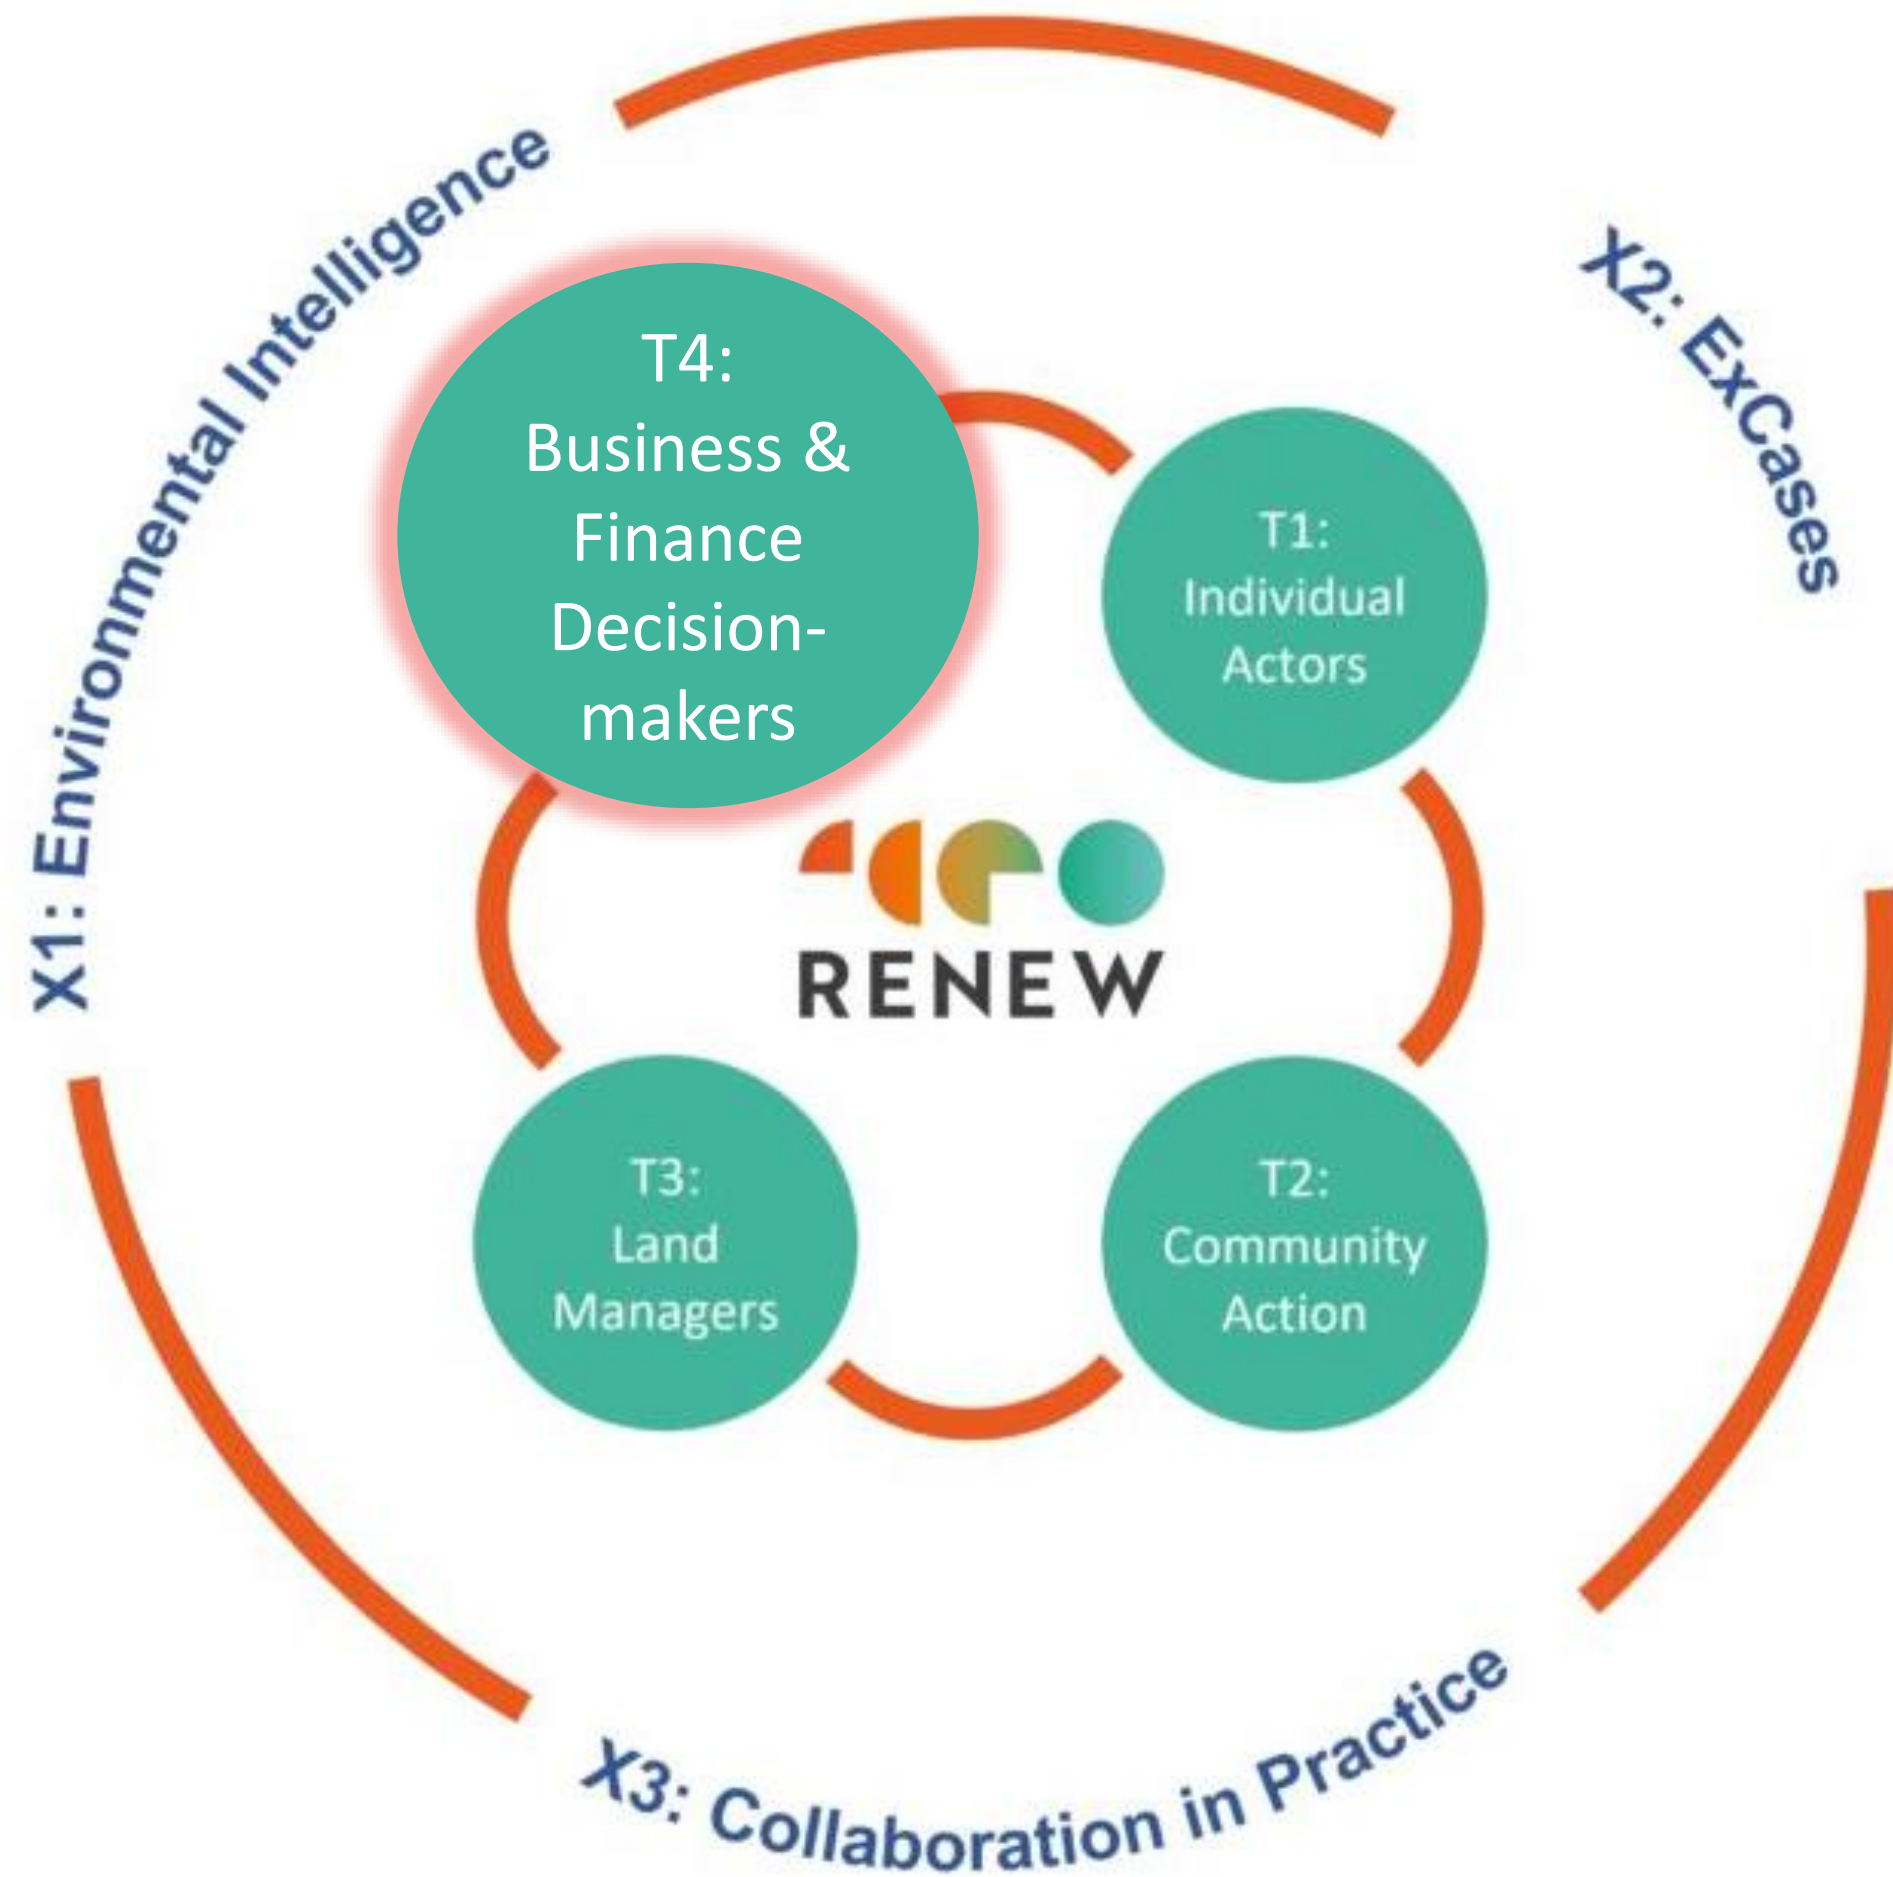 X1: Environmental Intelligence
X2: ExCases
T4:
Business &
Finance
Decision-
makers
T1:
Individual
Actors
RENEW
T3:
Land
Managers
T2:
Community
Action
X3: Collaboration in Practice